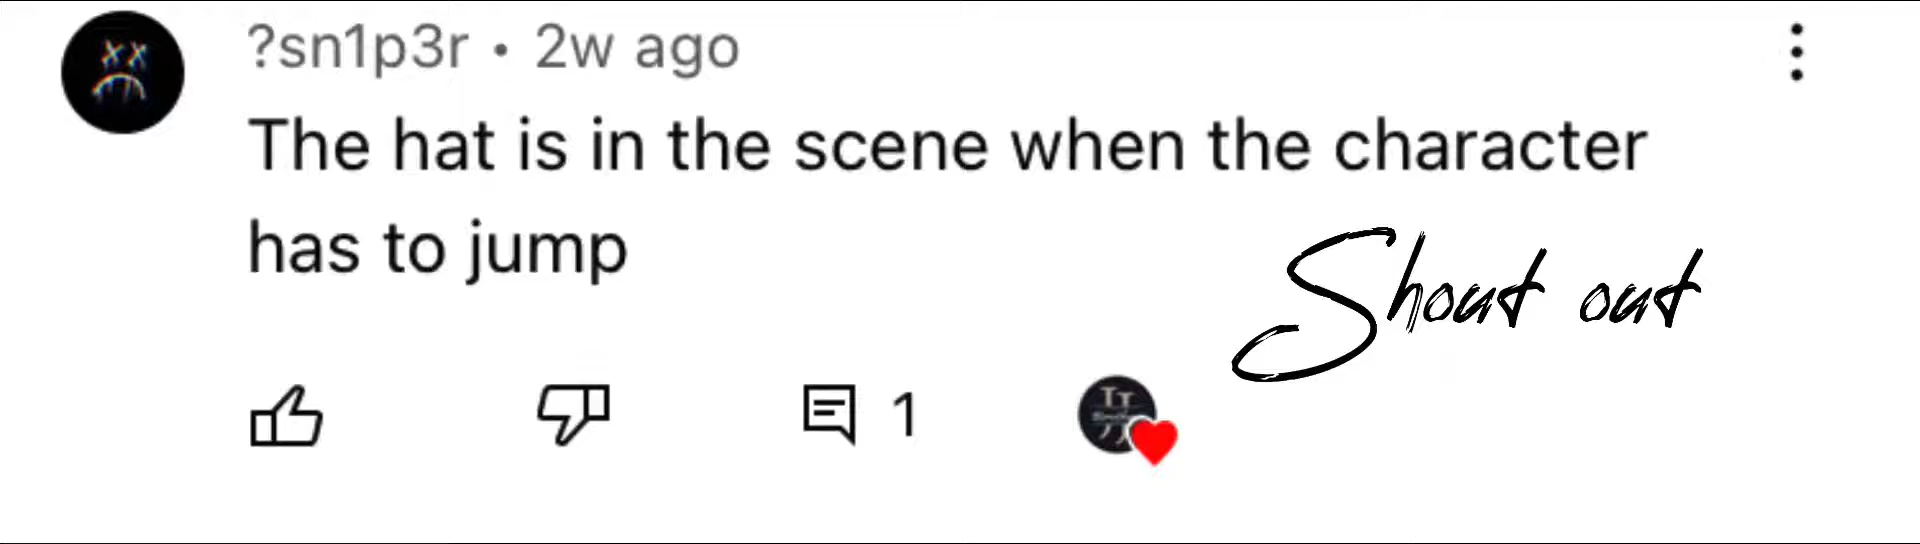 ?sn1p3r • 2w ago
The hat is in the scene when the character
has to jump
Shout out
1